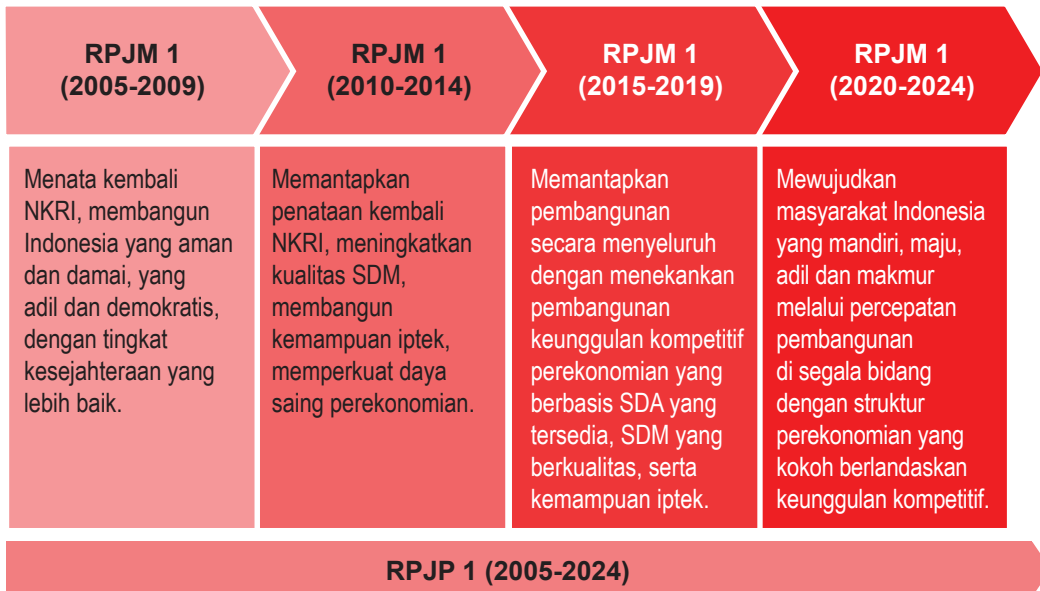 RPJM 1
(2005-2009)
RPJM 1
(2010-2014)
RPJM 1
(2015-2019)
RPJM 1
(2020-2024)
Menata kembali
NKRI, membangun
Indonesia yang aman
dan damai, yang
adil dan demokratis,
dengan tingkat
kesejahteraan yang
lebih baik.
Memantapkan
penataan kembali
NKRI, meningkatkan
kualitas SDM,
membangun
kemampuan iptek,
memperkuat daya
saing perekonomian.
Memantapkan
pembangunan
secara menyeluruh
dengan menekankan
pembangunan
keunggulan kompetitif
perekonomian yang
berbasis SDA yang
tersedia, SDM yang
berkualitas, serta
kemampuan iptek.
Mewujudkan
masyarakat Indonesia
yang mandiri, maju,
adil dan makmur
melalui percepatan
pembangunan
di segala bidang
dengan struktur
perekonomian yang
kokoh berlandaskan
keunggulan kompetitif.
RPJP 1 (2005-2024)